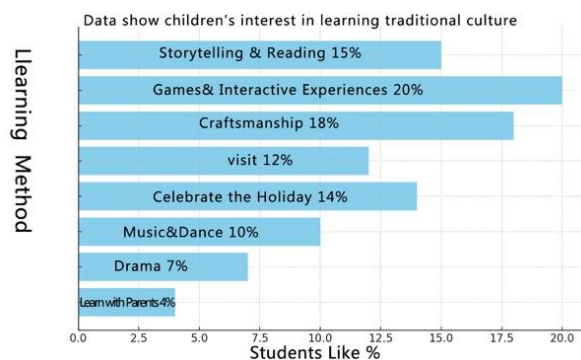 Data show children's interest in learning traditional culture
Llearning Method
Storytelling & Reading 15%
Games& Interactive Experiences 20%
Craftsmanship 18%
visit 12%
Celebrate the Holiday 14%
Music&Dance 10%
Drama 7%
Learn with Parents 4%
0.0 2.5 5.0 7.5 10.0 12.5 15.0 17.5 20.0
Students Like %